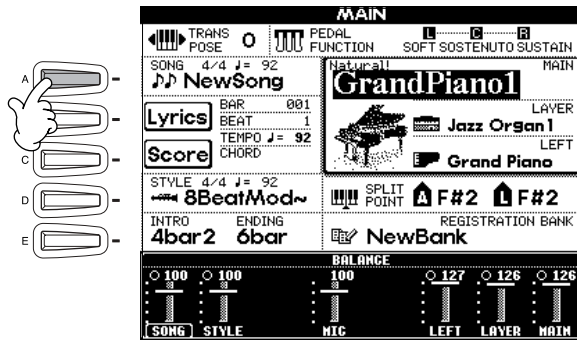 MAIN
TRANS POSE 0 PEDAL FUNCTION L C R
SOFT SOSTENUTO SUSTAIN
SONG 4/4 ♩= 92
NewSong
Natural! MAIN
GrandPiano1
A
B
C
D
E
Lyrics
Score
BAR 001
BEAT 1
TEMPO ♩= 92
CHORD
LAYER
Jazz Organ1
LEFT
Grand Piano
STYLE 4/4 ♩= 92
8BeatMod~
SPLIT POINT A F#2 L F#2
INTRO ENDING
4bar2 6bar
REGISTRATION BANK
NewBank
BALANCE
100 100 100 127 126 126
SONG STYLE MIC LEFT LAYER MAIN